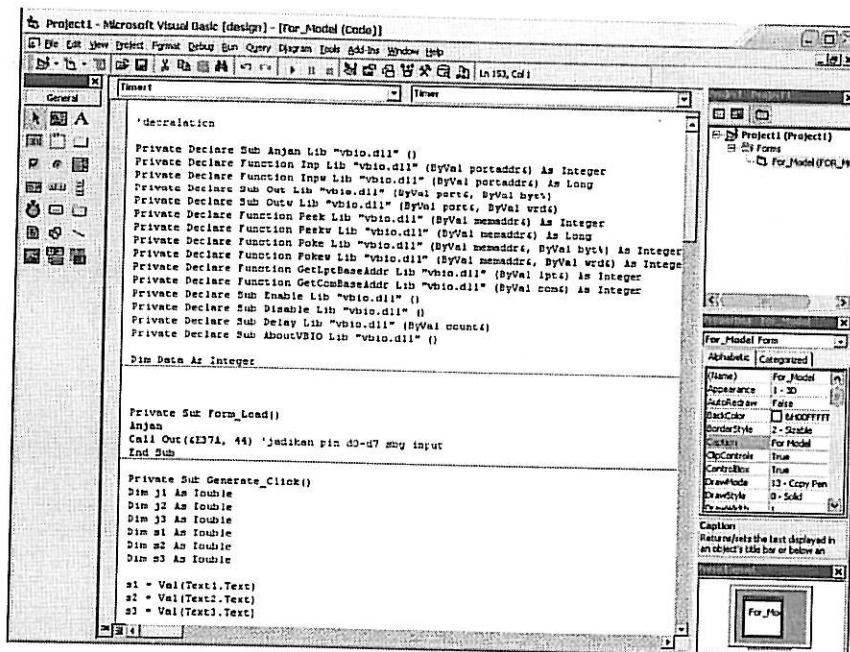 Project1 - Microsoft Visual Basic [design] - [For_Model (Code)]
File Edit View Project Format Debug Run Query Diagram Tools Add-Ins Window Help
Ln 153, Col 1
General
Timer1
Timer
'decralation
Private Declare Sub Anjan Lib "vbio.dll" ()
Private Declare Function Inp Lib "vbio.dll" (ByVal portaddr&) As Integer
Private Declare Function Inpw Lib "vbio.dll" (ByVal portaddr&) As Long
Private Declare Sub Out Lib "vbio.dll" (ByVal port&, ByVal byt%)
Private Declare Sub Outw Lib "vbio.dll" (ByVal port&, ByVal wrd&)
Private Declare Function Peek Lib "vbio.dll" (ByVal memaddr&) As Integer
Private Declare Function Peekw Lib "vbio.dll" (ByVal memaddr&) As Long
Private Declare Function Poke Lib "vbio.dll" (ByVal memaddr&, ByVal byt%) As Integer
Private Declare Function Pokew Lib "vbio.dll" (ByVal memaddr&, ByVal wrd&) As Intege
Private Declare Function GetLptBaseAddr Lib "vbio.dll" (ByVal lpt&) As Integer
Private Declare Function GetComBaseAddr Lib "vbio.dll" (ByVal com&) As Integer
Private Declare Sub Enable Lib "vbio.dll" ()
Private Declare Sub Disable Lib "vbio.dll" ()
Private Declare Sub Delay Lib "vbio.dll" (ByVal count&)
Private Declare Sub AboutVBIO Lib "vbio.dll" ()
Dim Data As Integer
Private Sub Form_Load()
Anjan
Call Out(&H37A, 44) 'jadikan pin d0-d7 sbg input
End Sub
Private Sub Generate_Click()
Dim j1 As Double
Dim j2 As Double
Dim j3 As Double
Dim s1 As Double
Dim s2 As Double
Dim s3 As Double
s1 = Val(Text1.Text)
s2 = Val(Text2.Text)
s3 = Val(Text3.Text)
Project1 (Project1)
Forms
For_Model (FOR_M
For_Model Form
Alphabetic Categorized
(Name) For_Model
Appearance 1 - 3D
AutoRedraw False
BackColor &H00FFFFF
BorderStyle 2 - Sizable
Caption For Model
ClipControls True
ControlBox True
DrawMode 13 - Copy Pen
DrawStyle 0 - Solid
DrawWidth 1
Caption
Returns/sets the text displayed in
an object's title bar or below an
For_Mo